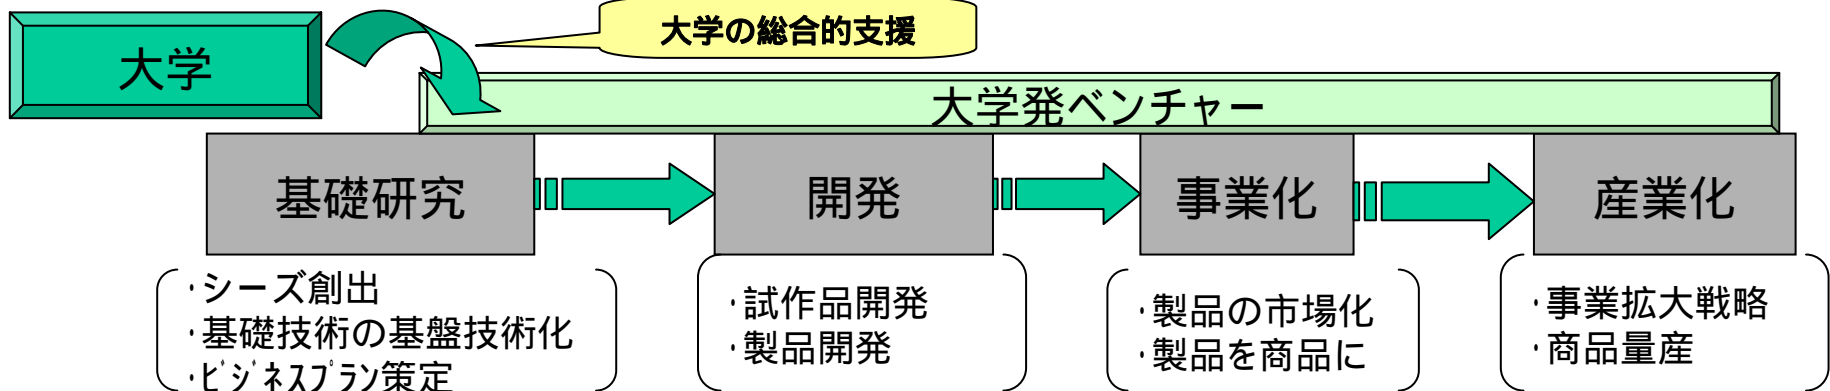 大学の総合的支援
大学
大学発ベンチャー
基礎研究
開発
事業化
産業化
・シーズ創出
・基礎技術の基盤技術化
・ﾋﾞｼﾞﾈｽﾌﾟﾗﾝ策定
・試作品開発
・製品開発
・製品の市場化
・製品を商品に
・事業拡大戦略
・商品量産